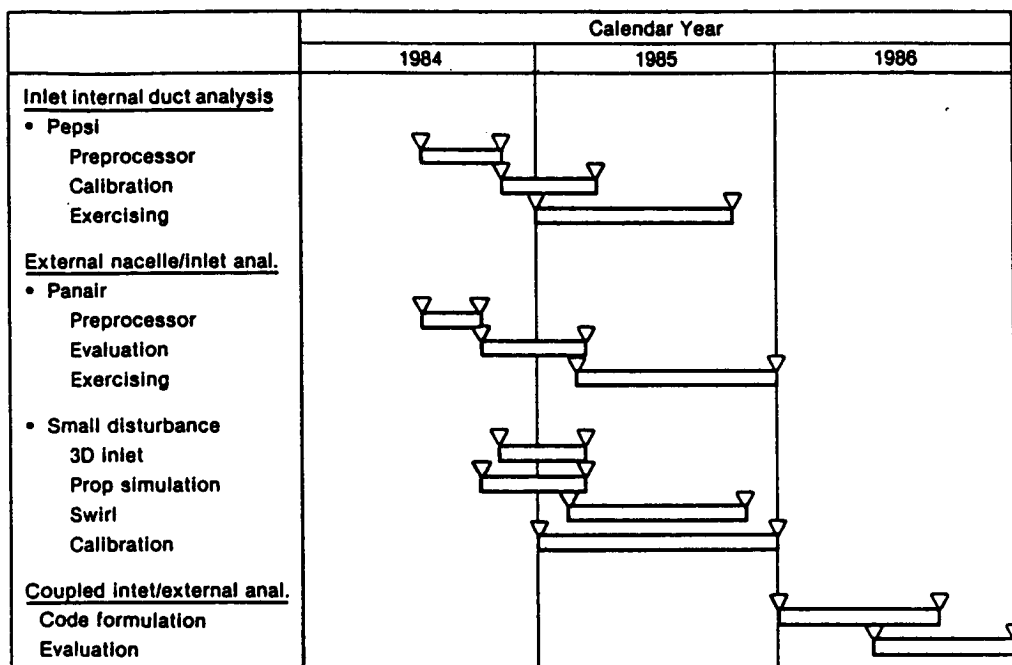 Calendar Year
1984 1985 1986
Inlet internal duct analysis
• Pepsi
Preprocessor
Calibration
Exercising
External nacelle/inlet anal.
• Panair
Preprocessor
Evaluation
Exercising
• Small disturbance
3D inlet
Prop simulation
Swirl
Calibration
Coupled intet/external anal.
Code formulation
Evaluation